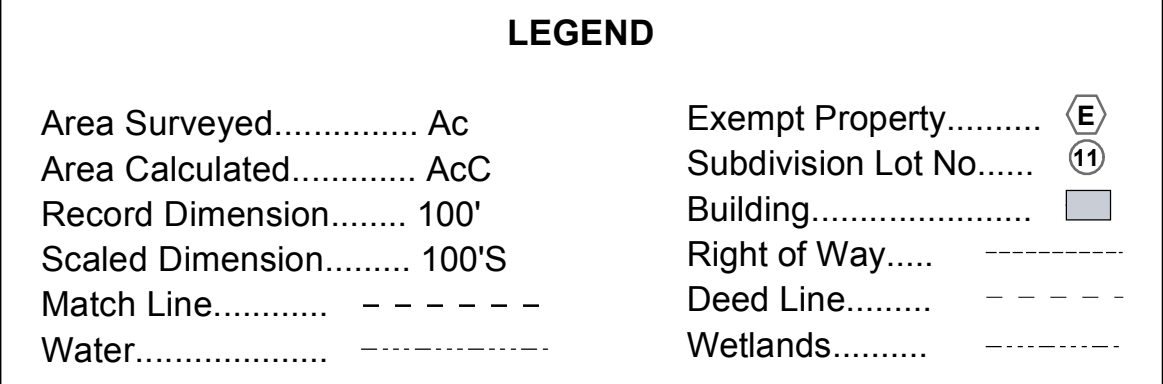 LEGEND
Area Surveyed............... Ac
Area Calculated............. AcC
Record Dimension........ 100'
Scaled Dimension......... 100'S
Match Line............
Water....................
Exempt Property.......... E
Subdivision Lot No...... 11
Building.......................
Right of Way.....
Deed Line.........
Wetlands..........